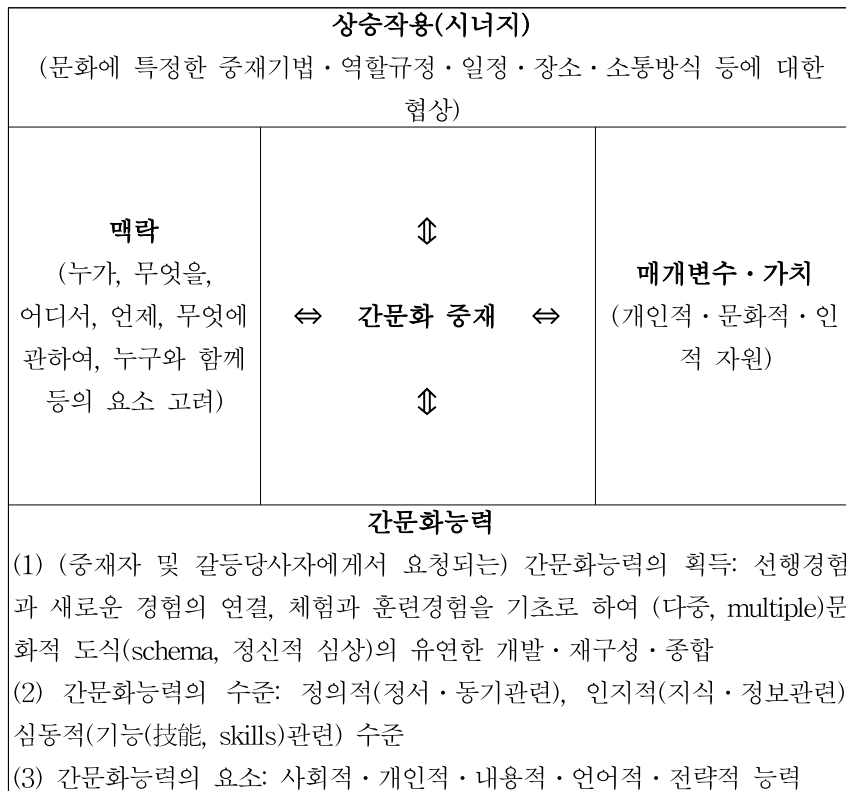 상승작용(시너지)
(문화에 특정한 중재기법・역할규정・일정・장소・소통방식 등에 대한
협상)
맥락
(누가, 무엇을,
어디서, 언제, 무엇에
관하여, 누구와 함께
등의 요소 고려)
⇕
⇔ 간문화 중재 ⇔
⇕
매개변수・가치
(개인적・문화적・인
적 자원)
간문화능력
(1) (중재자 및 갈등당사자에게서 요청되는) 간문화능력의 획득: 선행경험
과 새로운 경험의 연결, 체험과 훈련경험을 기초로 하여 (다중, multiple)문
화적 도식(schema, 정신적 심상)의 유연한 개발・재구성・종합
(2) 간문화능력의 수준: 정의적(정서・동기관련), 인지적(지식・정보관련)
심동적(기능(技能, skills)관련) 수준
(3) 간문화능력의 요소: 사회적・개인적・내용적・언어적・전략적 능력